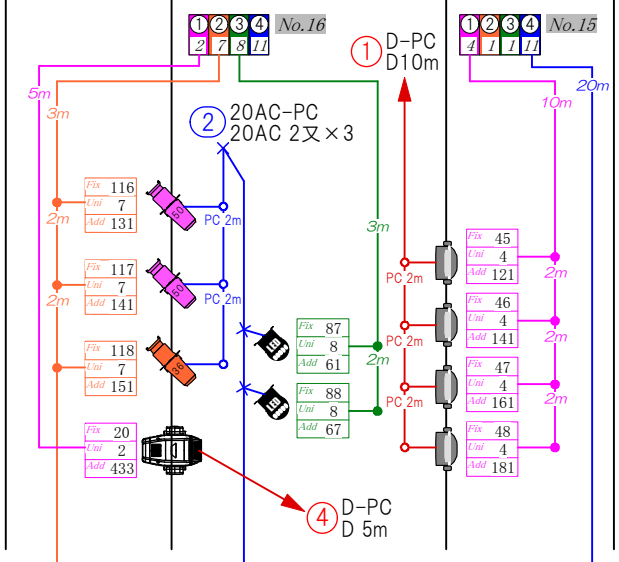 ① ② ③ ④ No.16
2 7 8 11
① ② ③ ④ No.15
4 1 1 11
① D-PC
D10m
5m
3m
20m
10m
② 20AC-PC
20AC 2又×3
Fix 116
Uni 7
Add 131
50
PC 2m
2m
3m
Fix 45
Uni 4
Add 121
2m
PC 2m
Fix 117
Uni 7
Add 141
50
PC 2m
2m
Fix 46
Uni 4
Add 141
2m
PC 2m
Fix 118
Uni 7
Add 151
36
LED
Fix 87
Uni 8
Add 61
2m
Fix 47
Uni 4
Add 161
2m
PC 2m
LED
Fix 88
Uni 8
Add 67
Fix 20
Uni 2
Add 433
Fix 48
Uni 4
Add 181
④ D-PC
D 5m